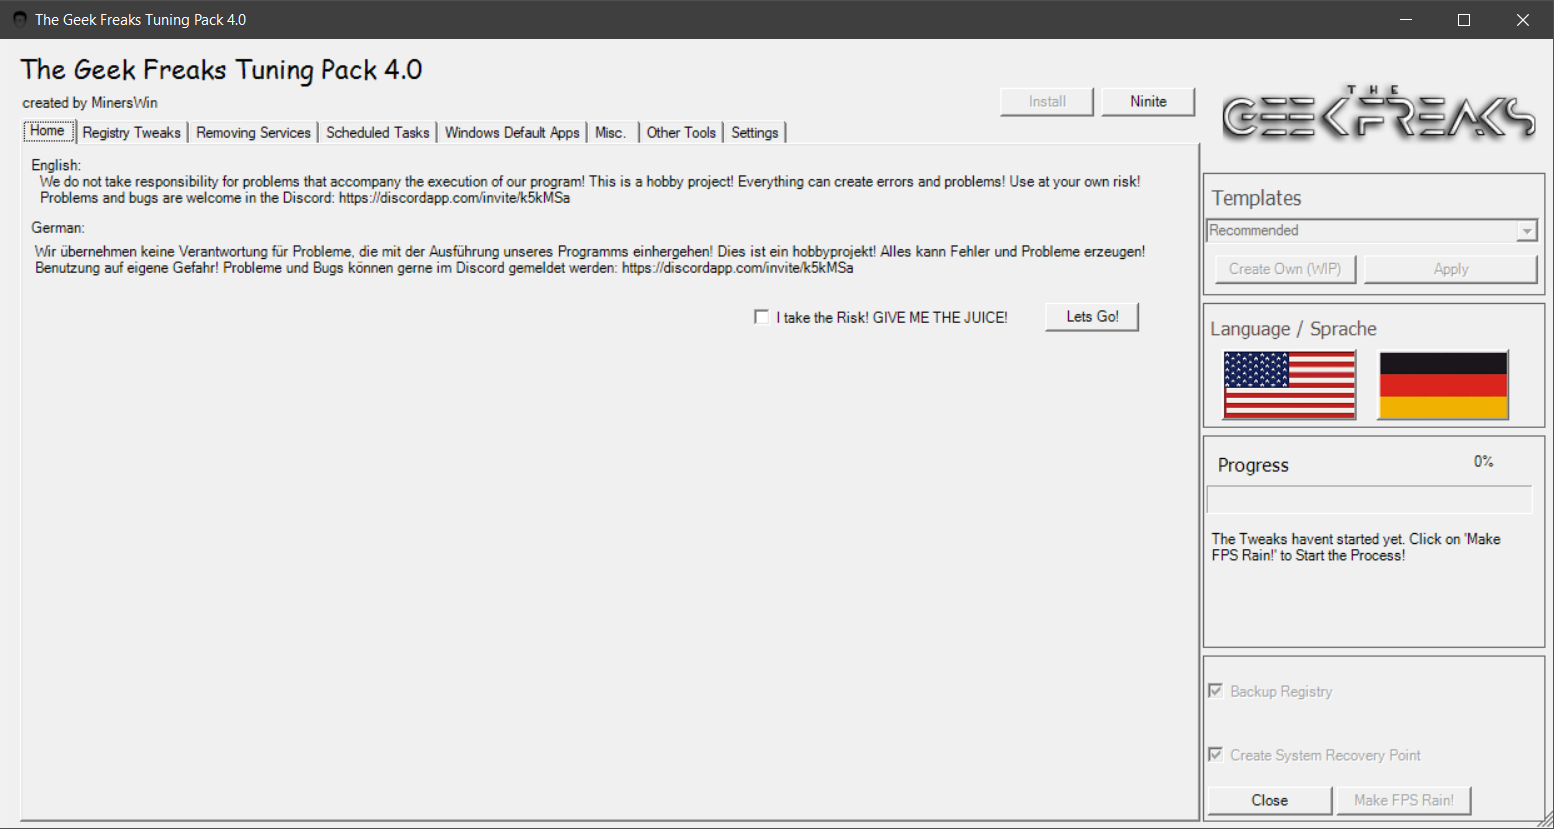 The Geek Freaks Tuning Pack 4.0
The Geek Freaks Tuning Pack 4.0
created by MinersWin
Install
Ninite
THE
GEEKFREAKS
Home
Registry Tweaks
Removing Services
Scheduled Tasks
Windows Default Apps
Misc.
Other Tools
Settings
English:
We do not take responsibility for problems that accompany the execution of our program! This is a hobby project! Everything can create errors and problems! Use at your own risk!
Problems and bugs are welcome in the Discord: https://discordapp.com/invite/k5kMSa
German:
Wir übernehmen keine Verantwortung für Probleme, die mit der Ausführung unseres Programms einhergehen! Dies ist ein hobbyprojekt! Alles kann Fehler und Probleme erzeugen!
Benutzung auf eigene Gefahr! Probleme und Bugs können gerne im Discord gemeldet werden: https://discordapp.com/invite/k5kMSa
I take the Risk! GIVE ME THE JUICE!
Lets Go!
Templates
Recommended
Create Own (WIP)
Apply
Language / Sprache
Progress
0%
The Tweaks havent started yet. Click on 'Make
FPS Rain!' to Start the Process!
Backup Registry
Create System Recovery Point
Close
Make FPS Rain!